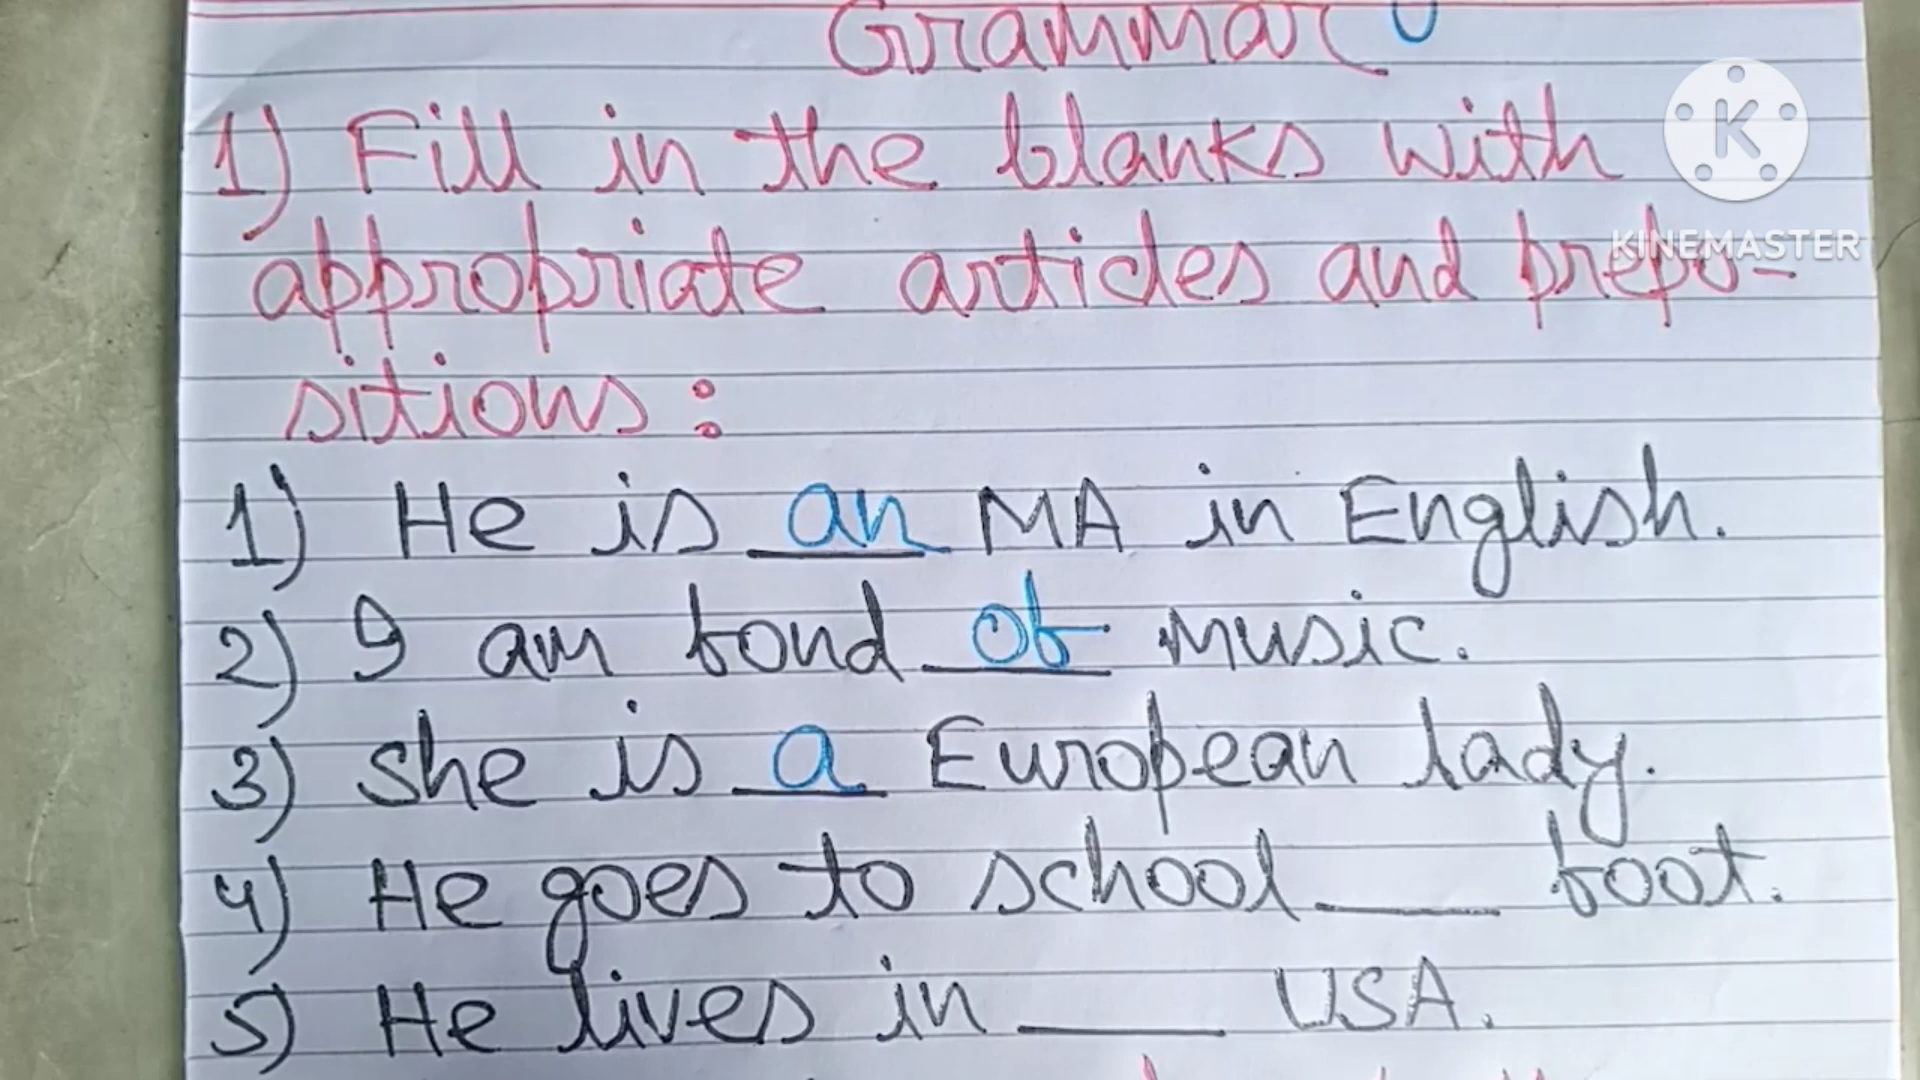 Grammar
1) Fill in the blanks with
appropriate articles and prepo-
sitions :
1) He is an MA in English.
2) I am fond of music.
3) She is a European lady.
4) He goes to school ____ foot.
5) He lives in ____ USA.
K
KINEMASTER